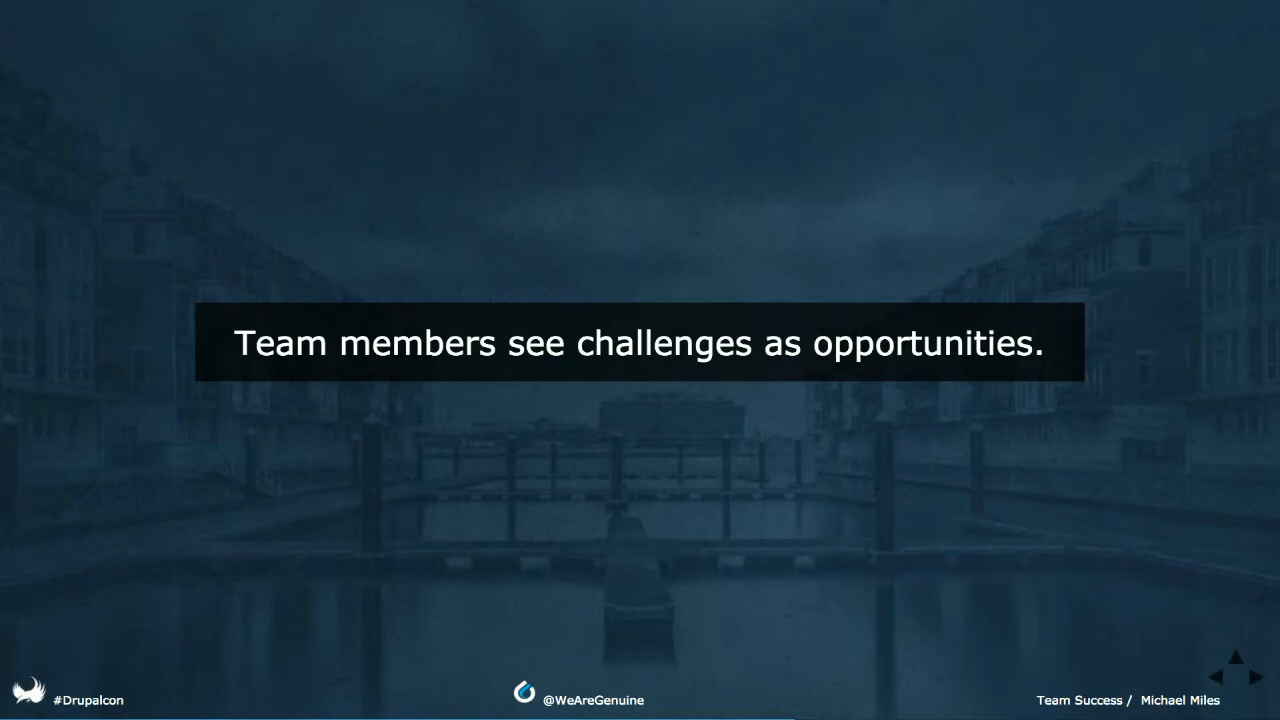 Team members see challenges as opportunities.
#Drupalcon
@WeAreGenuine
Team Success / Michael Miles